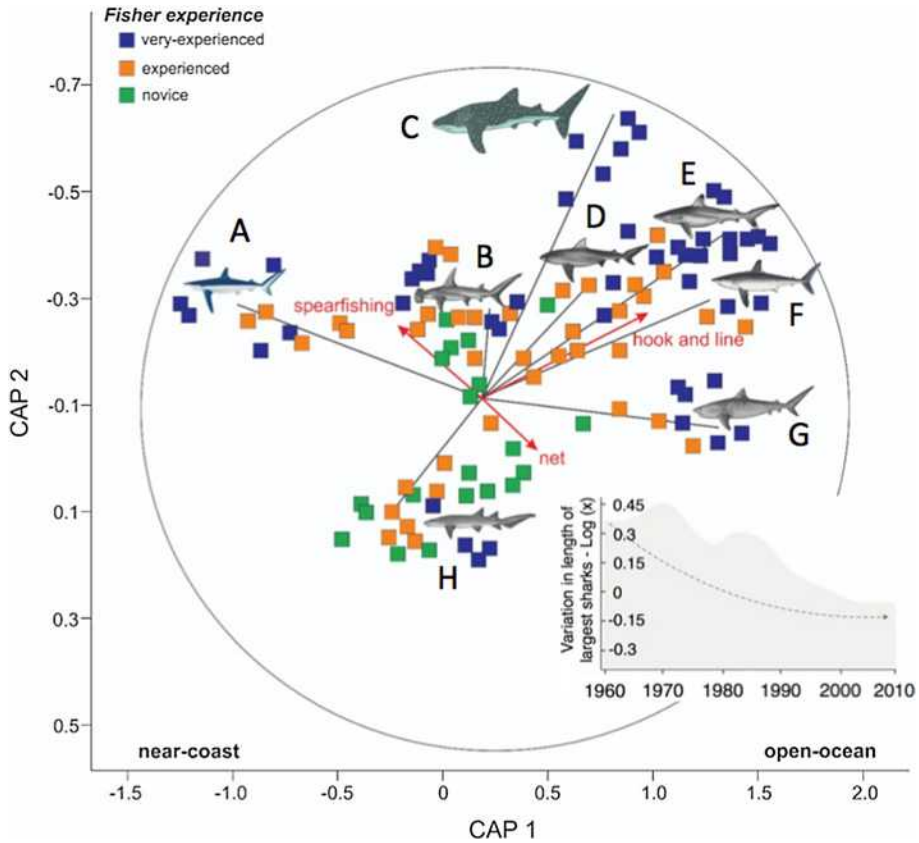 Fisher experience
very-experienced
experienced
novice
-0.7
-0.5
-0.3
-0.1
0.1
0.3
0.5
CAP 2
C
E
D
A
B
F
spearfishing
hook and line
G
net
H
Variation in length of
largest sharks - Log (x)
0.45
0.3
0.15
0
-0.15
-0.3
1960 1970 1980 1990 2000 2010
near-coast open-ocean
-1.5 -1.0 -0.5 0 0.5 1.0 1.5 2.0
CAP 1